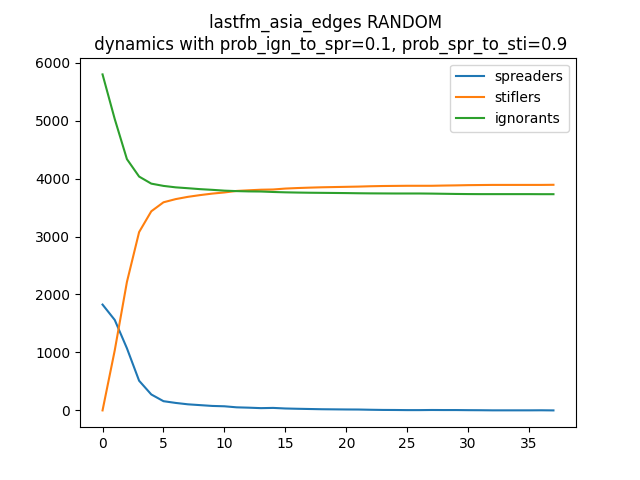 lastfm_asia_edges RANDOM
dynamics with prob_ign_to_spr=0.1, prob_spr_to_sti=0.9
6000
5000
4000
3000
2000
1000
0
spreaders
stiflers
ignorants
0 5 10 15 20 25 30 35